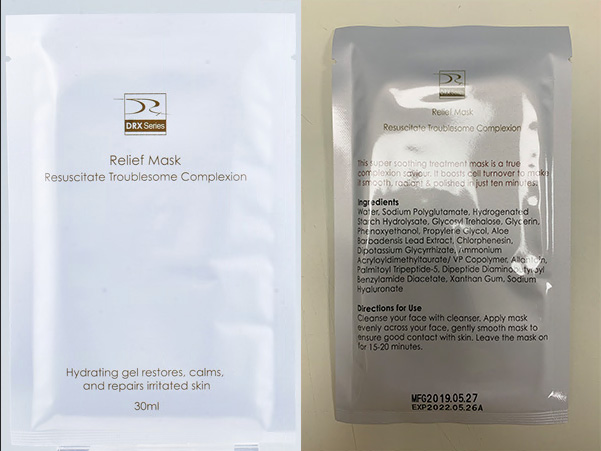 DRX Series
Relief Mask
Resuscitate Troublesome Complexion
Hydrating gel restores, calms,
and repairs irritated skin
30ml
DRX Series
Relief Mask
Resuscitate Troublesome Complexion
This super soothing treatment mask is a true
complexion saviour. It boosts cell turnover to make
it smooth, radiant & polished in just ten minutes.
Ingredients
Water, Sodium Polyglutamate, Hydrogenated
Starch Hydrolysate, Glycosyl Trehalose, Glycerin,
Phenoxyethanol, Propylene Glycol, Aloe
Barbadensis Lead Extract, Chlorphenesin,
Dipotassium Glycyrrhizate, Ammonium
Acryloyldimethyltaurate/ VP Copolymer, Allantoin,
Palmitoyl Tripeptide-5, Dipeptide Diaminobutyroyl
Benzylamide Diacetate, Xanthan Gum, Sodium
Hyaluronate
Directions for Use
Cleanse your face with cleanser. Apply mask
evenly across your face, gently smooth mask to
ensure good contact with skin. Leave the mask on
for 15-20 minutes.
MFG2019.05.27
EXP2022.05.26A